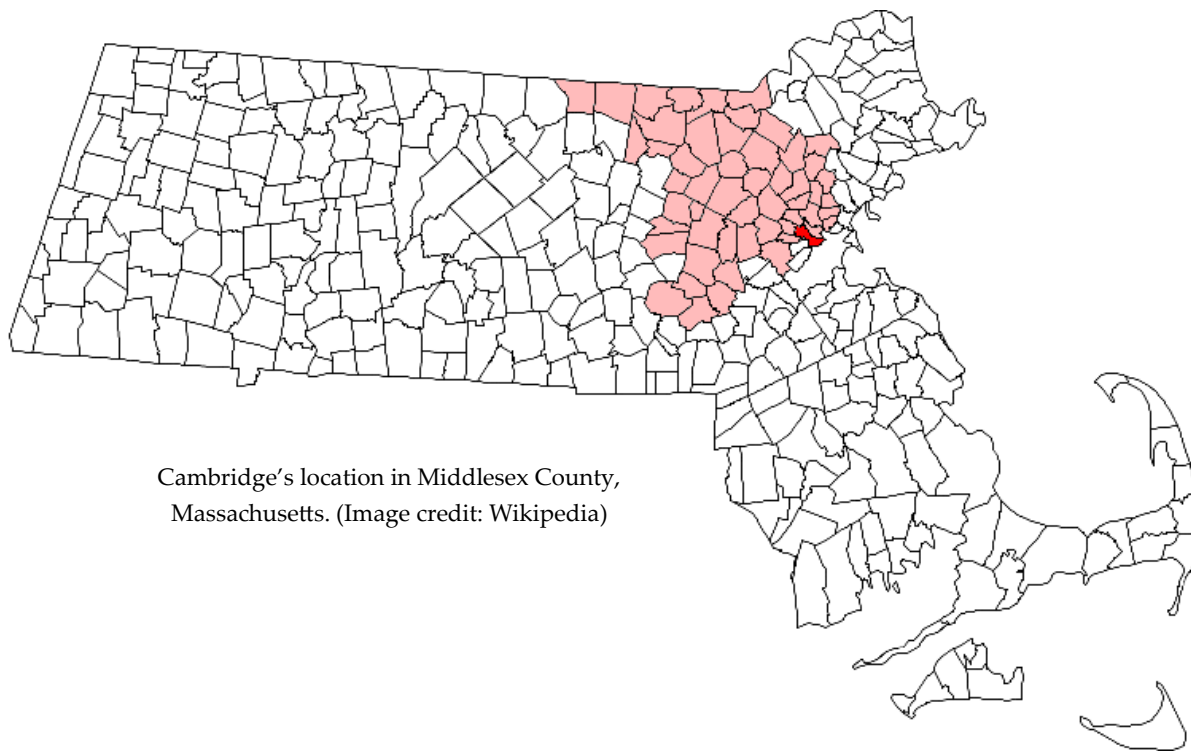 Cambridge’s location in Middlesex County,
Massachusetts. (Image credit: Wikipedia)